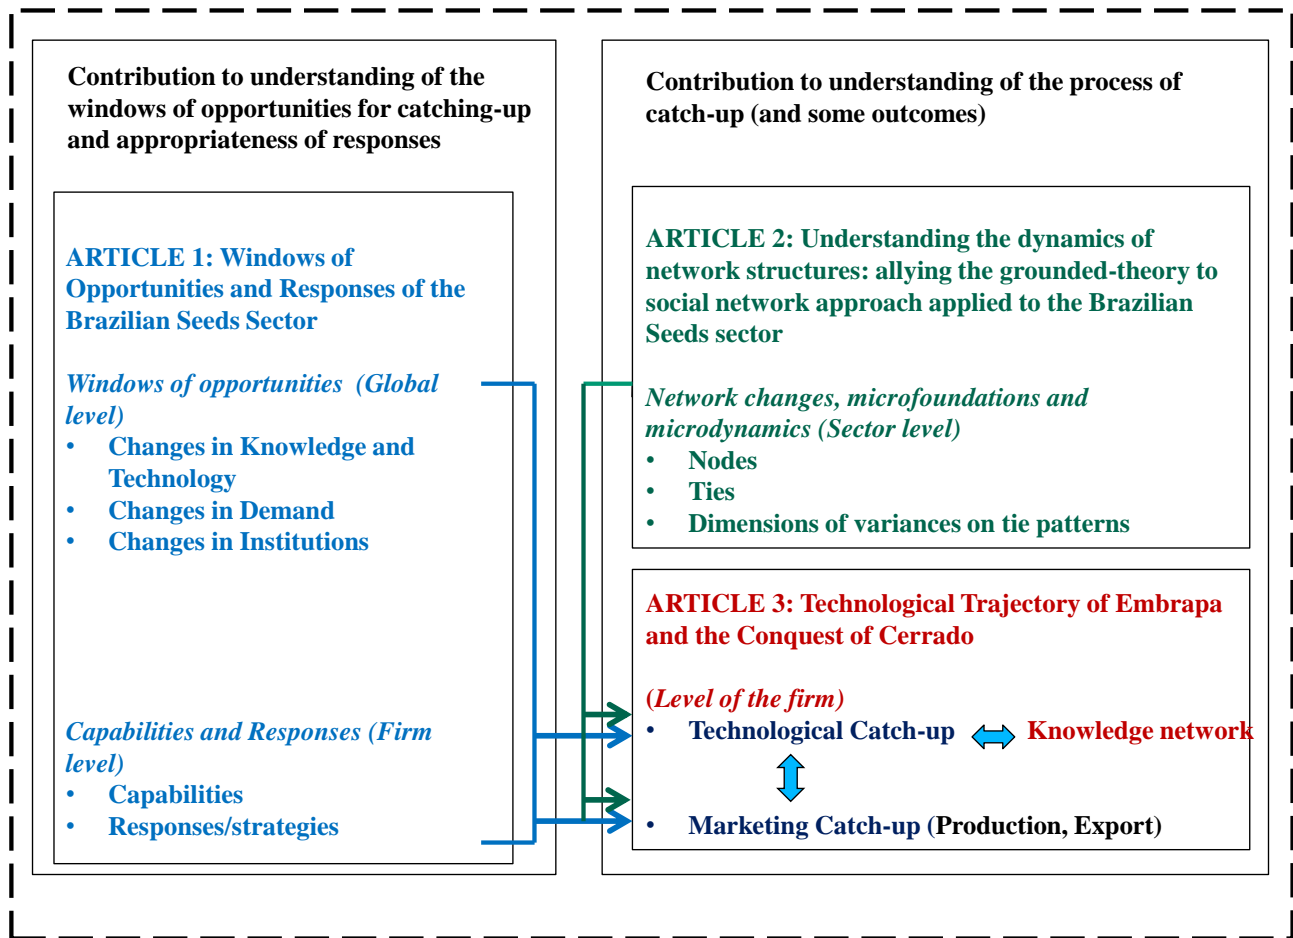 Contribution to understanding of the
windows of opportunities for catching-up
and appropriateness of responses
ARTICLE 1: Windows of
Opportunities and Responses of the
Brazilian Seeds Sector
Windows of opportunities (Global
level)
• Changes in Knowledge and
Technology
• Changes in Demand
• Changes in Institutions
Capabilities and Responses (Firm
level)
• Capabilities
• Responses/strategies
Contribution to understanding of the process of
catch-up (and some outcomes)
ARTICLE 2: Understanding the dynamics of
network structures: allying the grounded-theory to
social network approach applied to the Brazilian
Seeds sector
Network changes, microfoundations and
microdynamics (Sector level)
• Nodes
• Ties
• Dimensions of variances on tie patterns
ARTICLE 3: Technological Trajectory of Embrapa
and the Conquest of Cerrado
(Level of the firm)
• Technological Catch-up Knowledge network
• Marketing Catch-up (Production, Export)